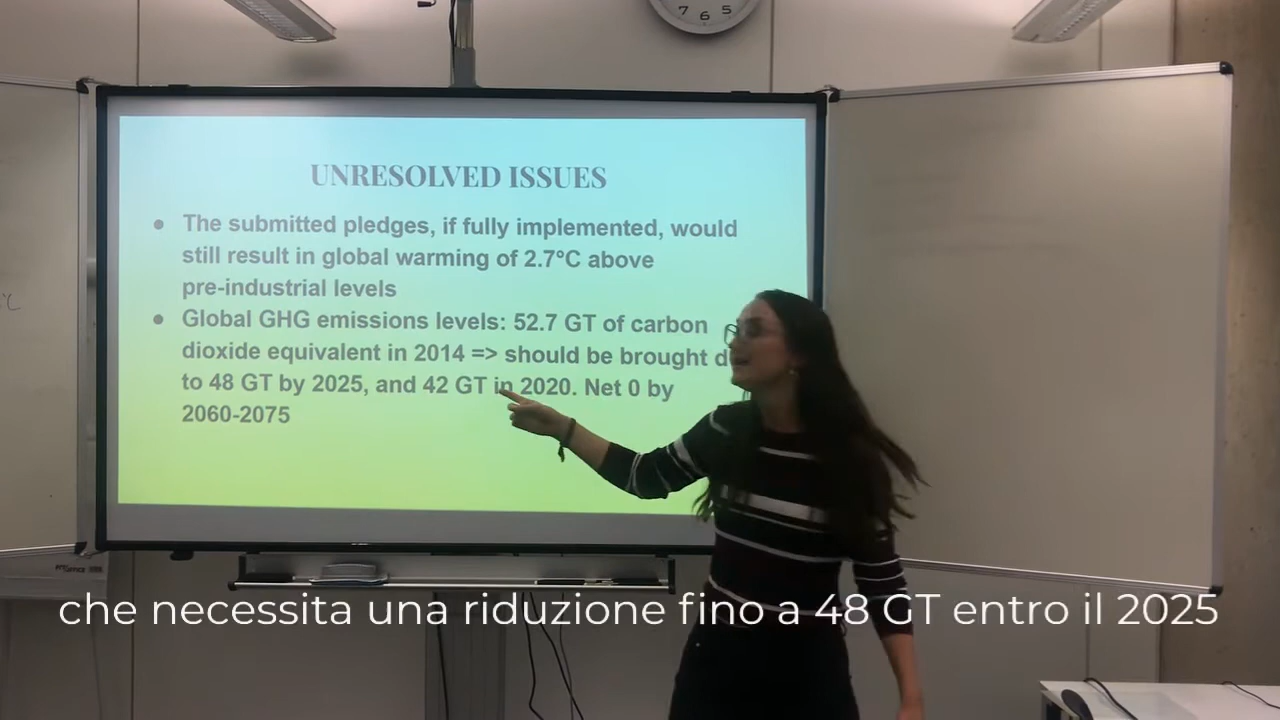 7 6 5
UNRESOLVED ISSUES
● The submitted pledges, if fully implemented, would
still result in global warming of 2.7°C above
pre-industrial levels
● Global GHG emissions levels: 52.7 GT of carbon
dioxide equivalent in 2014 => should be brought d
to 48 GT by 2025, and 42 GT in 2020. Net 0 by
2060-2075
che necessita una riduzione fino a 48 GT entro il 2025